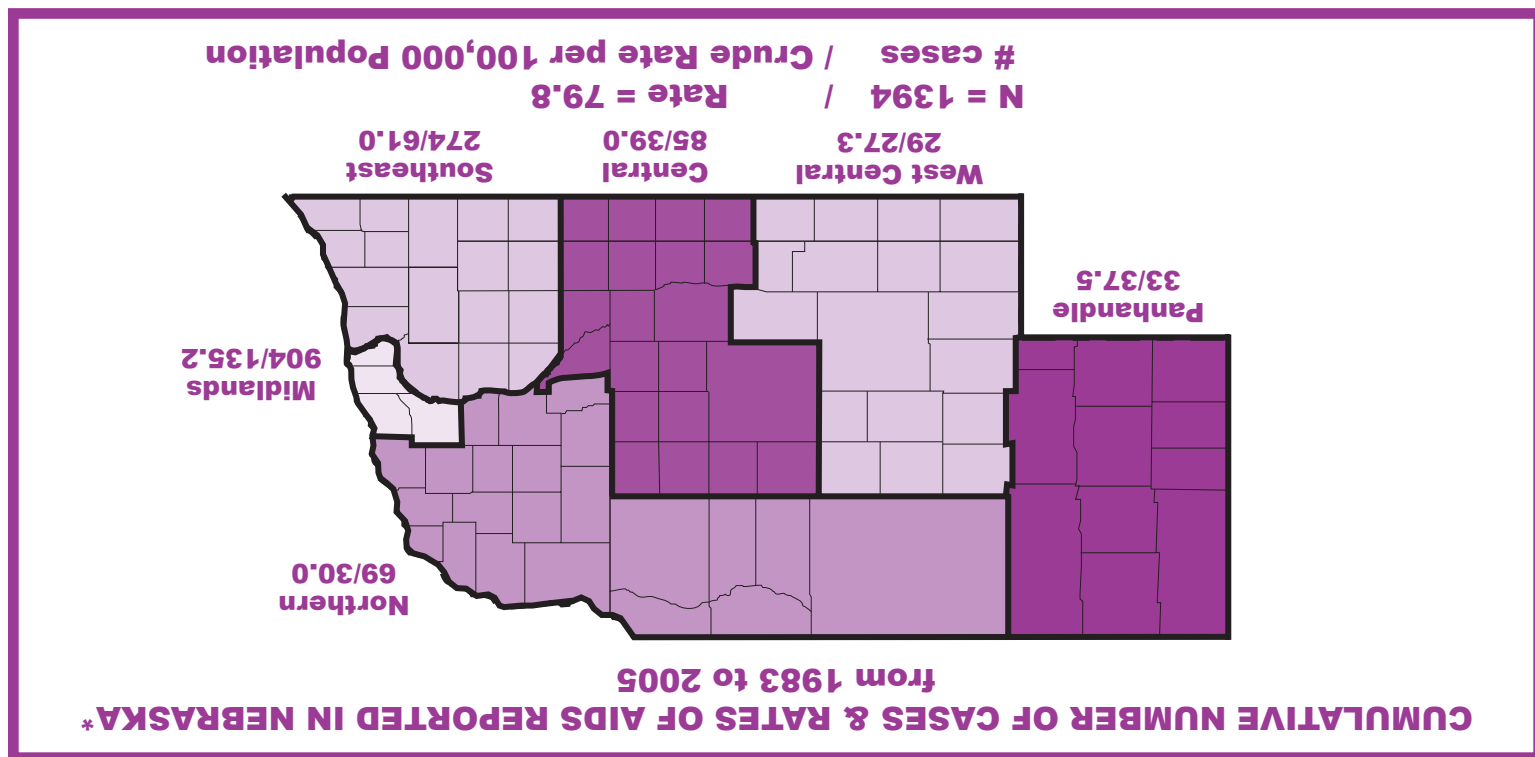 CUMULATIVE NUMBER OF CASES & RATES OF AIDS REPORTED IN NEBRASKA*
from 1983 to 2005
Northern
69/30.0
Midlands
904/135.2
Panhandle
33/37.5
West Central
29/27.3
Central
85/39.0
Southeast
274/61.0
N = 1394 / Rate = 79.8
# cases / Crude Rate per 100,000 Population